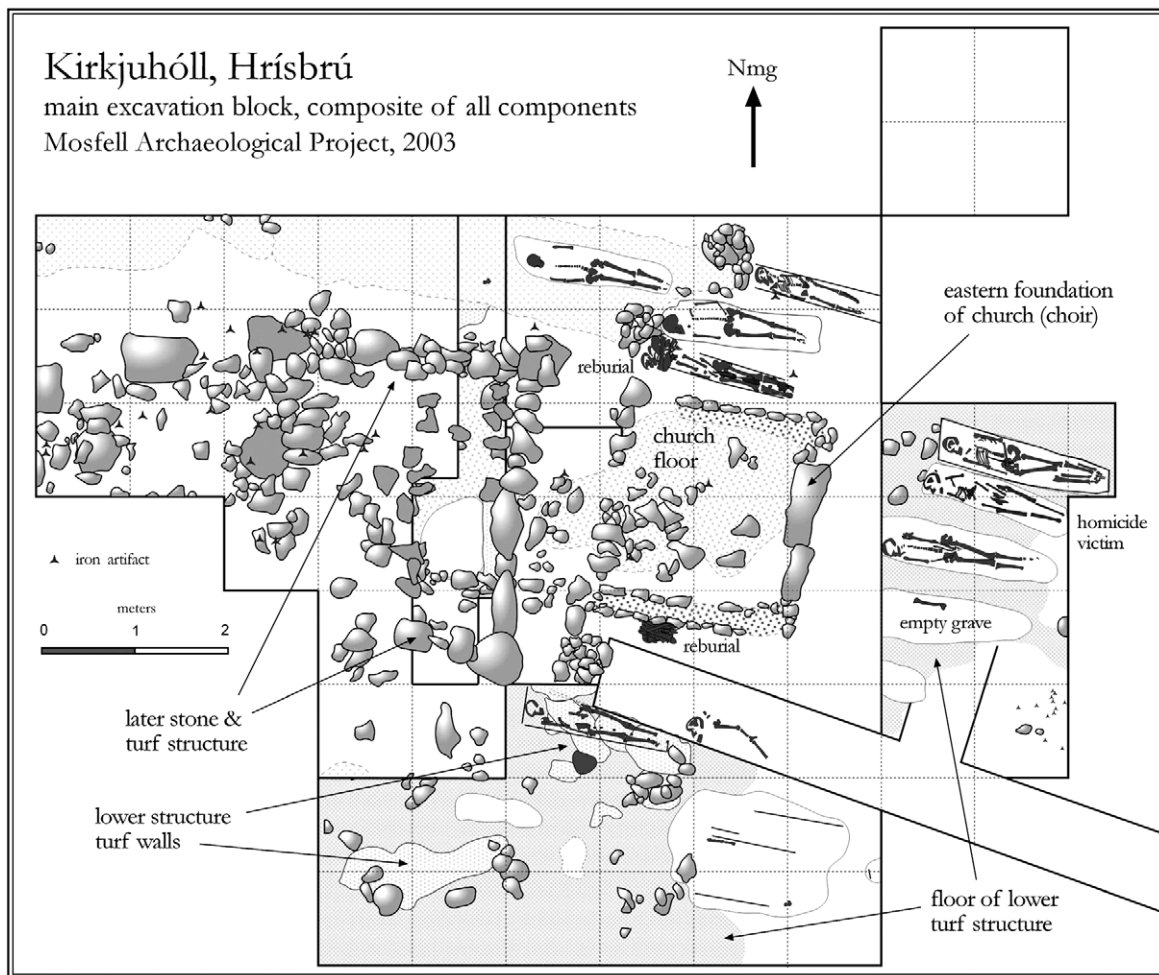 Kirkjuhóll, Hrísbrú
main excavation block, composite of all components
Mosfell Archaeological Project, 2003
Nmg
eastern foundation
of church (choir)
reburial
church
floor
homicide
victim
iron artifact
meters
0 1 2
empty grave
reburial
later stone &
turf structure
lower structure
turf walls
floor of lower
turf structure